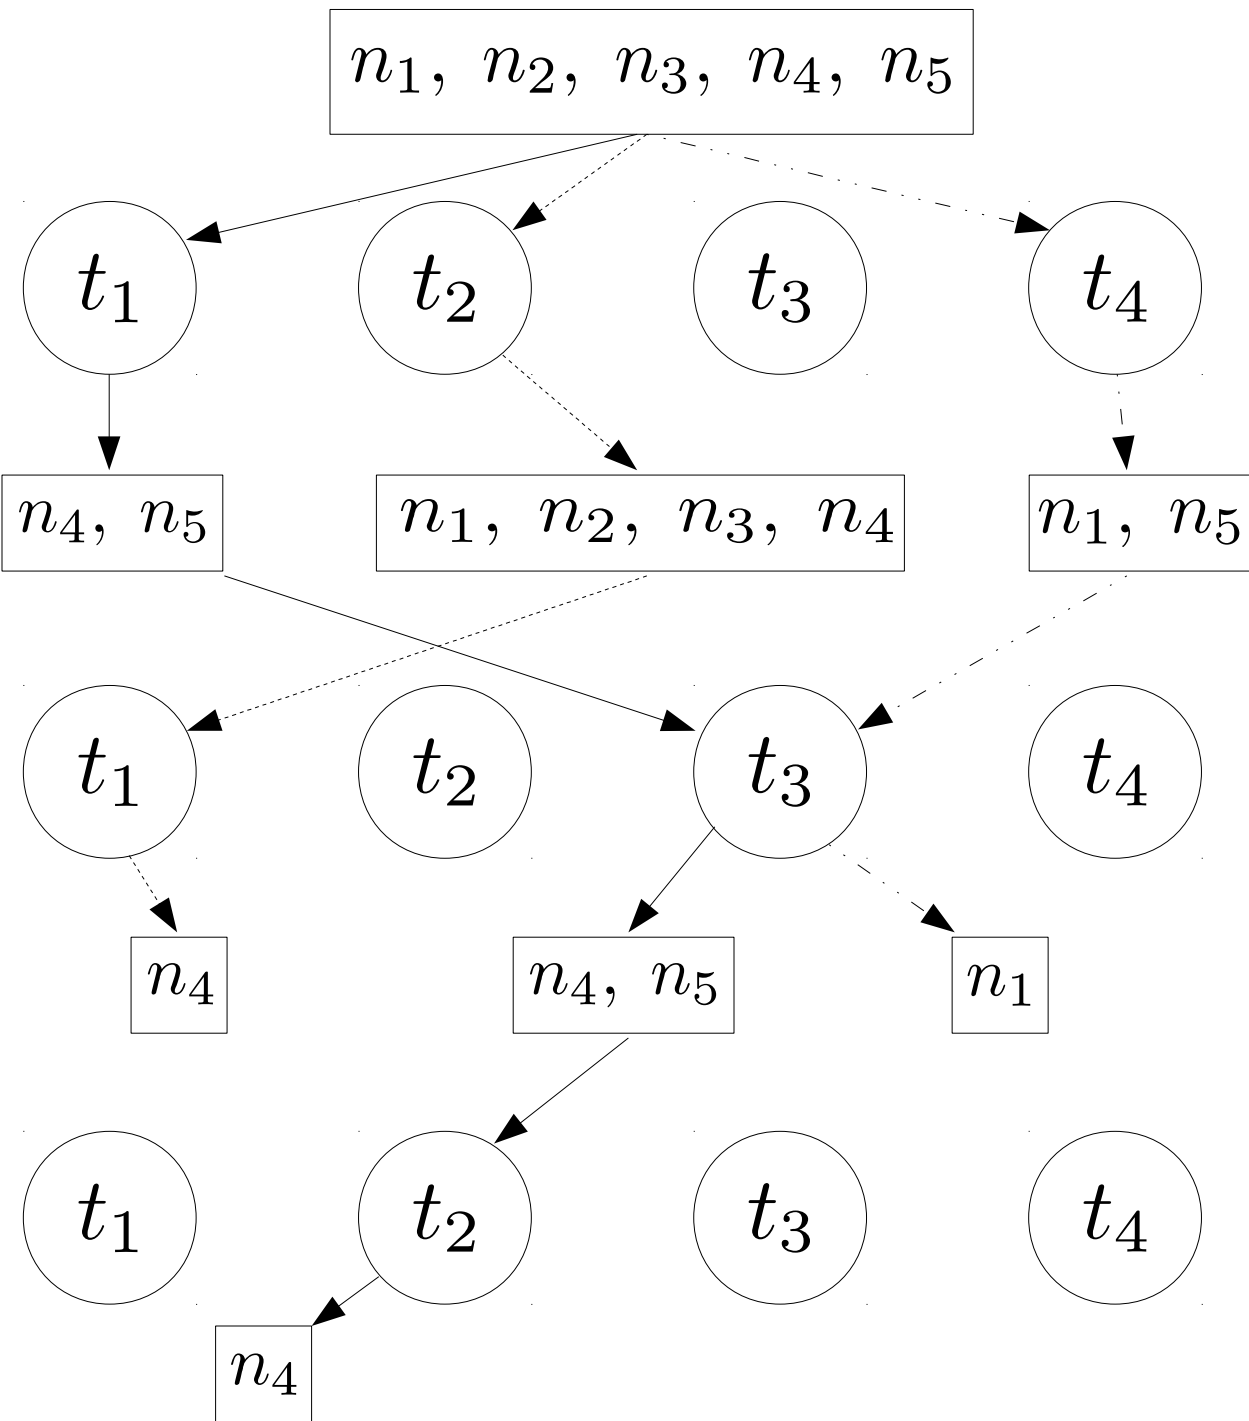 n₁, n₂, n₃, n₄, n₅
t₁ t₂ t₃ t₄
n₄, n₅ n₁, n₂, n₃, n₄ n₁, n₅
t₁ t₂ t₃ t₄
n₄ n₄, n₅ n₁
t₁ t₂ t₃ t₄
n₄